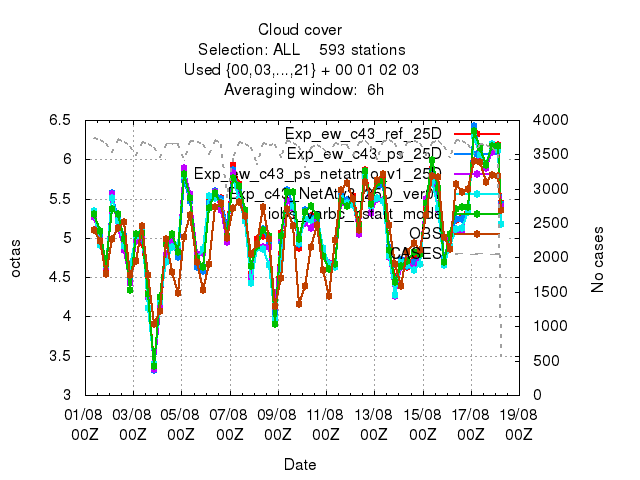 Cloud cover
Selection: ALL    593 stations
Used {00,03,...,21} + 00 01 02 03
Averaging window:  6h
6.5
6
5.5
5
4.5
4
3.5
3
octas
4000
3500
3000
2500
2000
1500
1000
500
0
No cases
Exp_ew_c43_ref_25D
Exp_ew_c43_ps_25D
OBS
CASES
01/08 03/08 05/08 07/08 09/08 11/08 13/08 15/08 17/08 19/08
00Z 00Z 00Z 00Z 00Z 00Z 00Z 00Z 00Z 00Z
Date